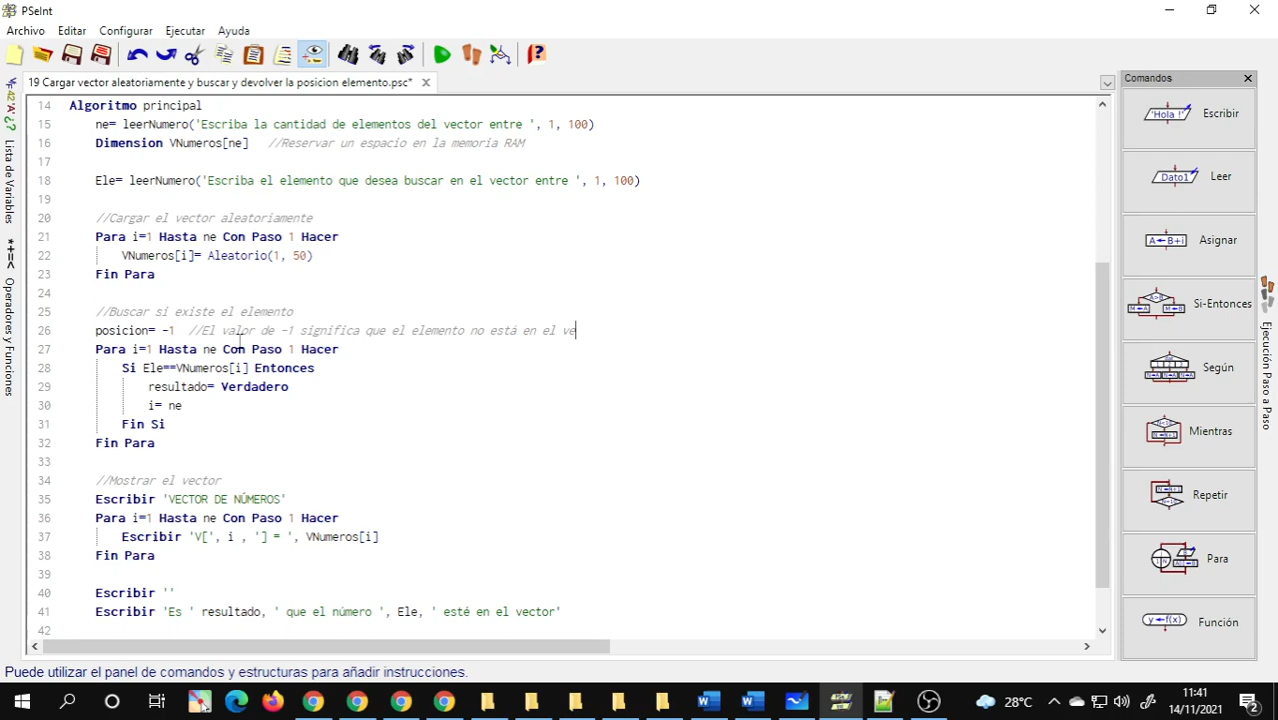 PSeInt
Archivo Editar Configurar Ejecutar Ayuda
19 Cargar vector aleatoriamente y buscar y devolver la posicion elemento.psc*
Lista de Variables
Operadores y Funciones
14 Algoritmo principal
15 ne= leerNumero('Escriba la cantidad de elementos del vector entre ', 1, 100)
16 Dimension VNumeros[ne] //Reservar un espacio en la memoria RAM
17
18 Ele= leerNumero('Escriba el elemento que desea buscar en el vector entre ', 1, 100)
19
20 //Cargar el vector aleatoriamente
21 Para i=1 Hasta ne Con Paso 1 Hacer
22 VNumeros[i]= Aleatorio(1, 50)
23 Fin Para
24
25 //Buscar si existe el elemento
26 posicion= -1 //El valor de -1 significa que el elemento no está en el ve
27 Para i=1 Hasta ne Con Paso 1 Hacer
28 Si Ele==VNumeros[i] Entonces
29 resultado= Verdadero
30 i= ne
31 Fin Si
32 Fin Para
33
34 //Mostrar el vector
35 Escribir 'VECTOR DE NÚMEROS'
36 Para i=1 Hasta ne Con Paso 1 Hacer
37 Escribir 'V[', i , '] = ', VNumeros[i]
38 Fin Para
39
40 Escribir ''
41 Escribir 'Es ' resultado, ' que el número ', Ele, ' esté en el vector'
42
Comandos
'Hola !' Escribir
Dato1 Leer
A←B+i Asignar
Si-Entonces
Según
Mientras
Repetir
Para
y←f(x) Función
Ejecución Paso a Paso
Puede utilizar el panel de comandos y estructuras para añadir instrucciones.
28°C
11:41
14/11/2021
2